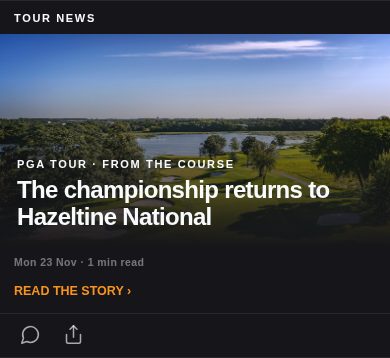 TOUR NEWS
PGA TOUR · FROM THE COURSE
The championship returns to
Hazeltine National
Mon 23 Nov · 1 min read
READ THE STORY ›